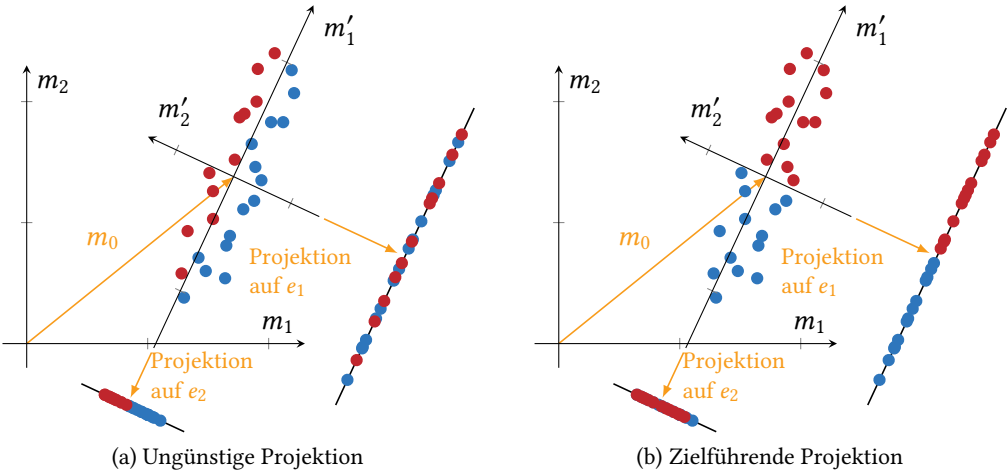 m′₁
m₂
m′₂
m₀
Projektion
auf e₁
m₁
Projektion
auf e₂
(a) Ungünstige Projektion
m′₁
m₂
m′₂
m₀
Projektion
auf e₁
m₁
Projektion
auf e₂
(b) Zielführende Projektion